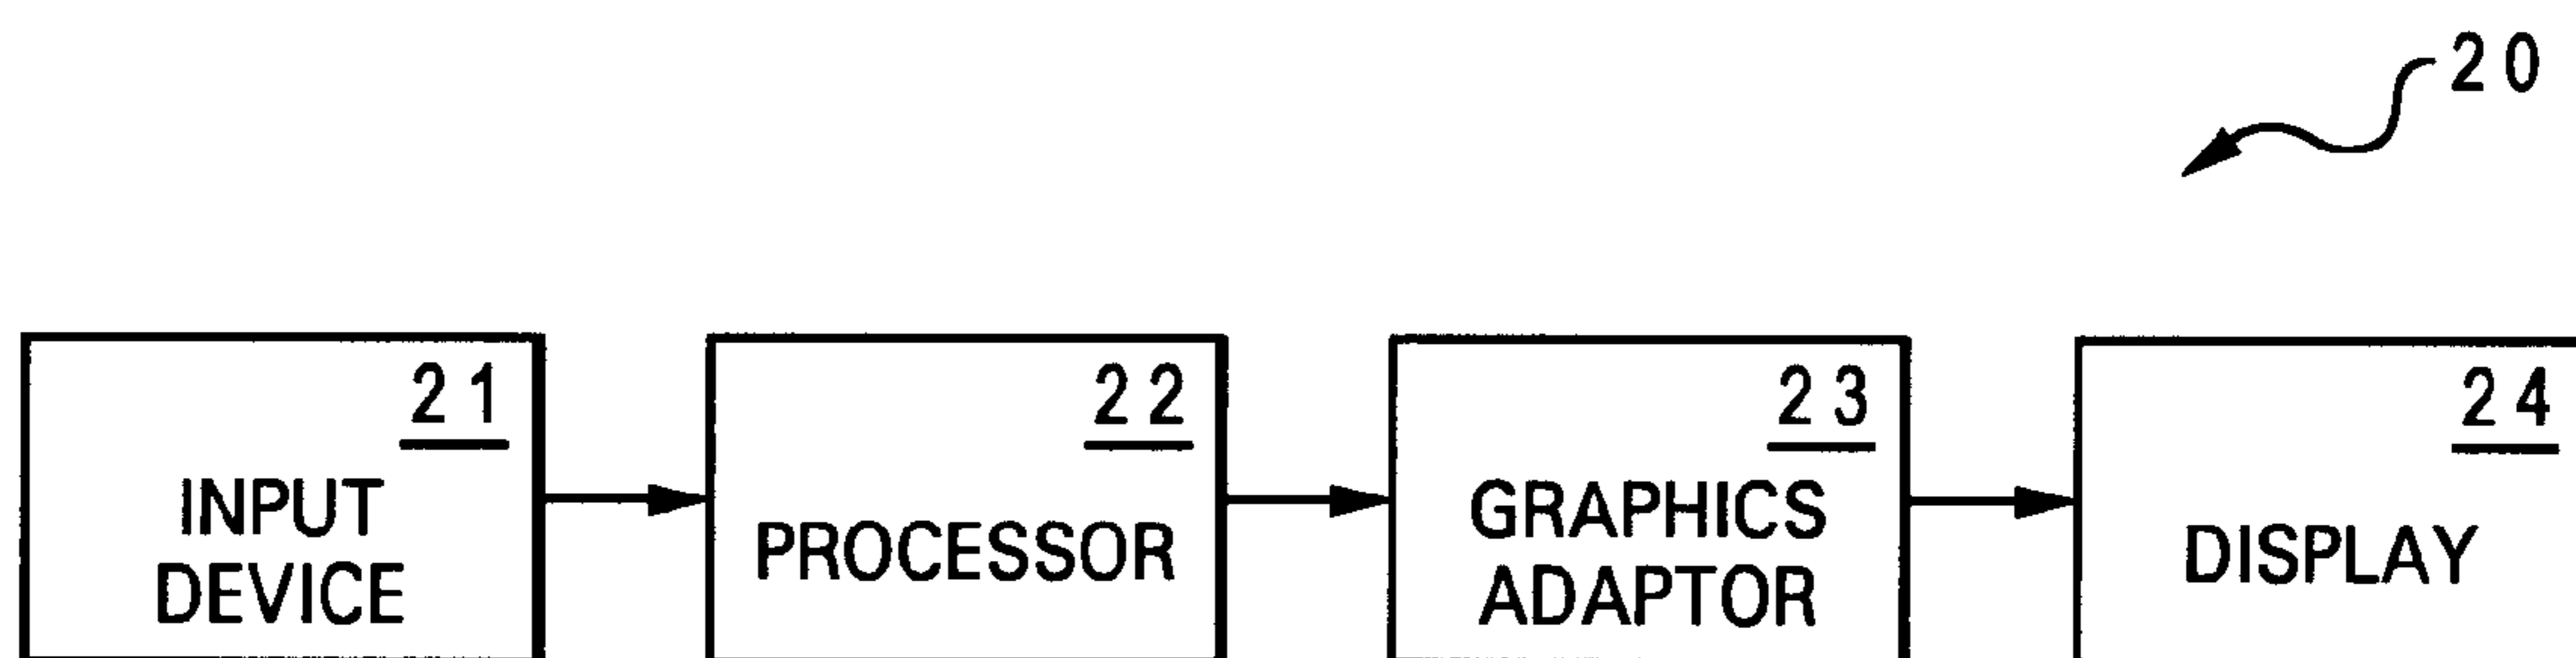 20
21
INPUT
DEVICE
22
PROCESSOR
23
GRAPHICS
ADAPTOR
24
DISPLAY